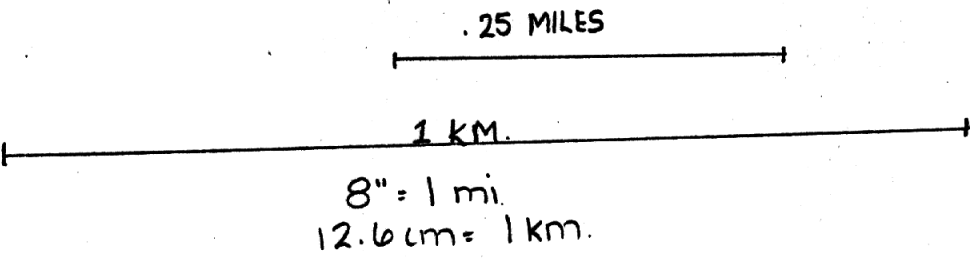 .25 MILES
1 KM.
8" = 1 mi.
12.6 cm = 1 km.